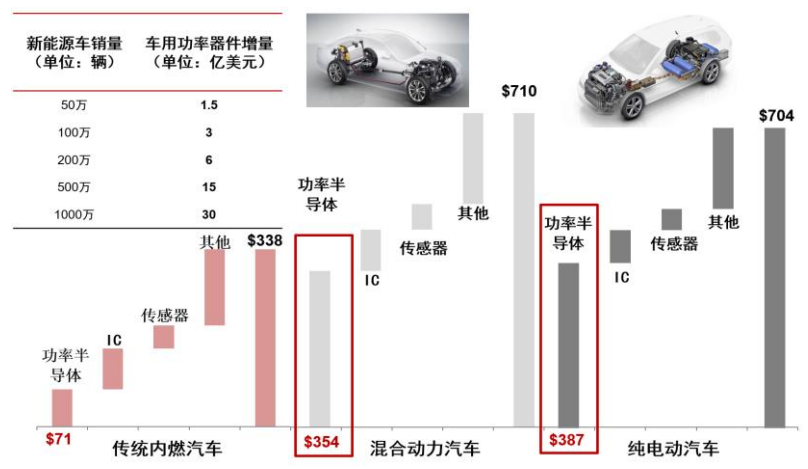 新能源车销量 车用功率器件增量
（单位：辆） （单位：亿美元）
50万 1.5
100万 3
200万 6
500万 15
1000万 30
$710
$704
功率半
导体
其他
传感器
IC
功率半
导体
其他
传感器
IC
其他 $338
传感器
IC
功率半
导体
$71
$354
$387
传统内燃汽车
混合动力汽车
纯电动汽车